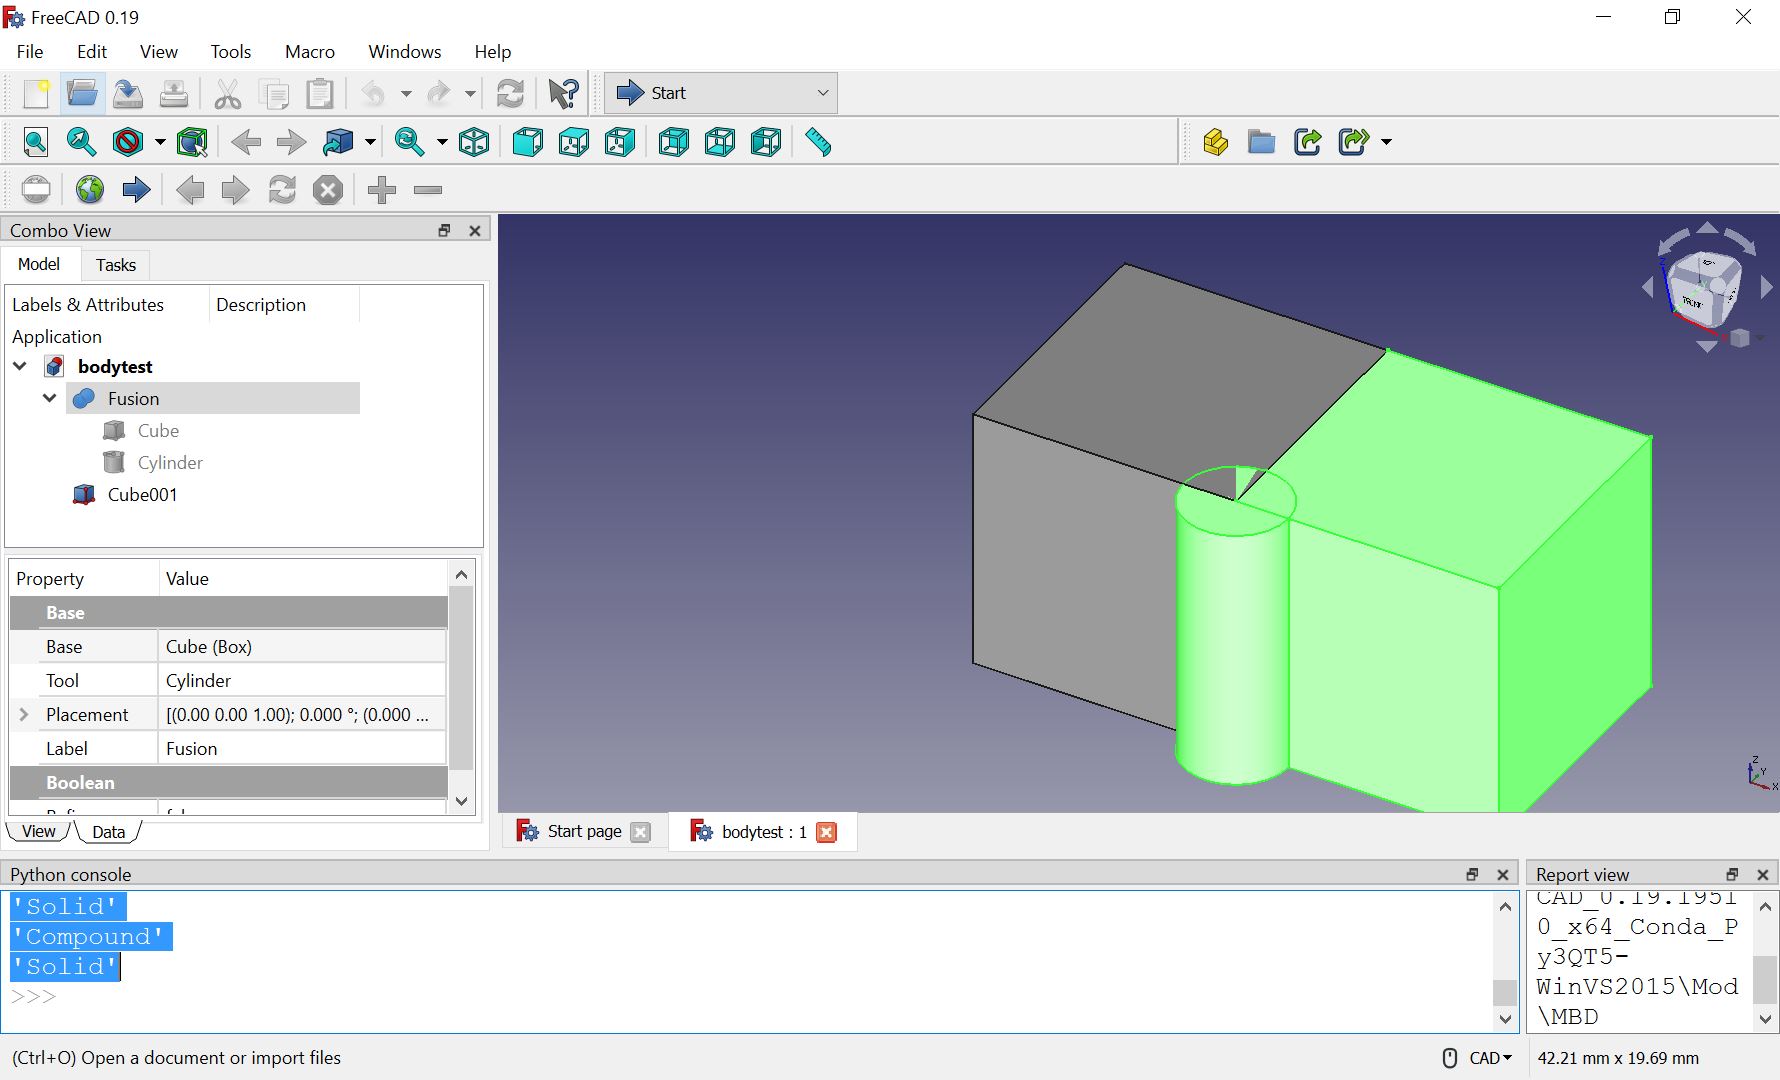 FreeCAD 0.19
File Edit View Tools Macro Windows Help
Start
Combo View
Model Tasks
Labels & Attributes Description
Application
bodytest
Fusion
Cube
Cylinder
Cube001
Property Value
Base
Base Cube (Box)
Tool Cylinder
Placement [(0.00 0.00 1.00); 0.000 °; (0.000 ...
Label Fusion
Boolean
View Data
FRONT
Z
Y
X
Start page bodytest : 1
Python console
'Solid'
'Compound'
'Solid'
>>>
Report view
CAD_0.19.1951
0_x64_Conda_P
y3QT5-
WinVS2015\Mod
\MBD
(Ctrl+O) Open a document or import files
CAD 42.21 mm x 19.69 mm